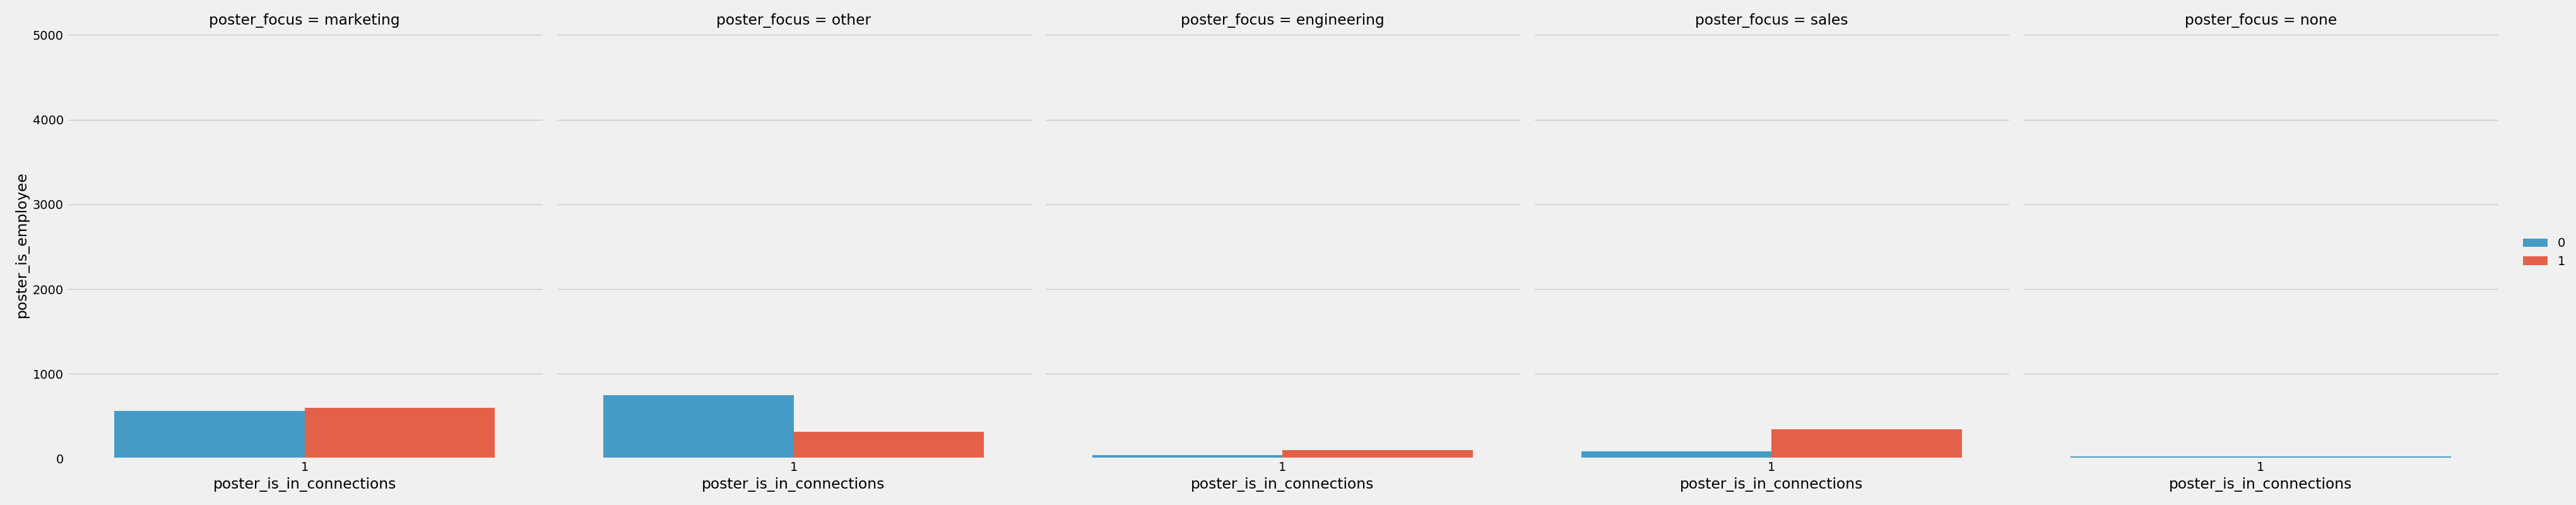 poster_focus = marketing
poster_focus = other
poster_focus = engineering
poster_focus = sales
poster_focus = none
5000
4000
3000
2000
1000
0
poster_is_employee
1
1
1
1
1
poster_is_in_connections
poster_is_in_connections
poster_is_in_connections
poster_is_in_connections
poster_is_in_connections
0
1